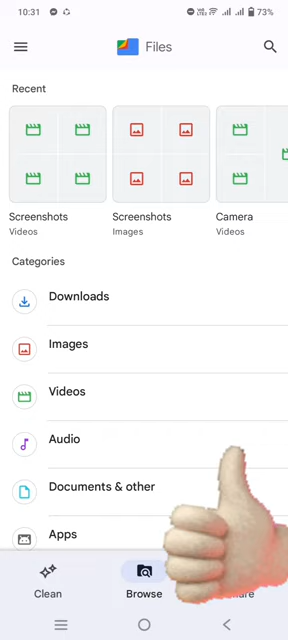 10:31
73%
Files
Recent
Screenshots
Videos
Screenshots
Images
Camera
Videos
Categories
Downloads
Images
Videos
Audio
Documents & other
Apps
Clean
Browse